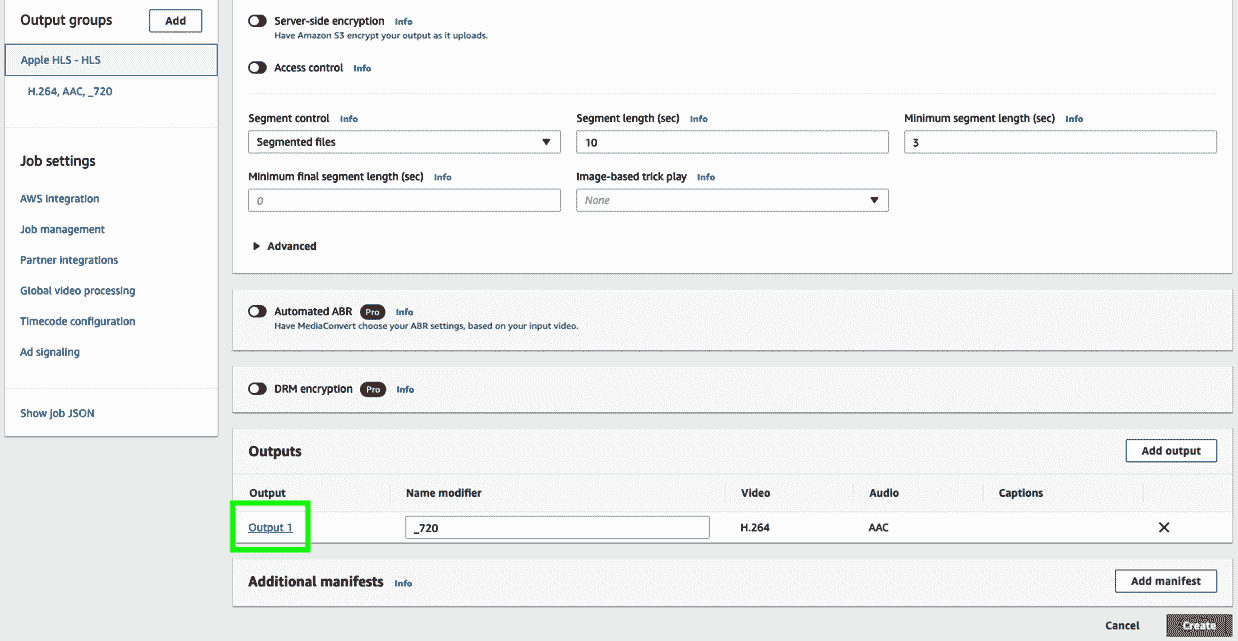 Output groups
Add
Apple HLS - HLS
H.264, AAC, _720
Job settings
AWS integration
Job management
Partner integrations
Global video processing
Timecode configuration
Ad signaling
Show job JSON
Server-side encryption Info
Have Amazon S3 encrypt your output as it uploads.
Access control Info
Segment control Info
Segmented files
Segment length (sec) Info
10
Minimum segment length (sec) Info
3
Minimum final segment length (sec) Info
0
Image-based trick play Info
None
Advanced
Automated ABR Pro Info
Have MediaConvert choose your ABR settings, based on your input video.
DRM encryption Pro Info
Outputs
Add output
Output Name modifier Video Audio Captions
Output 1 _720 H.264 AAC
Additional manifests Info
Add manifest
Cancel
Create